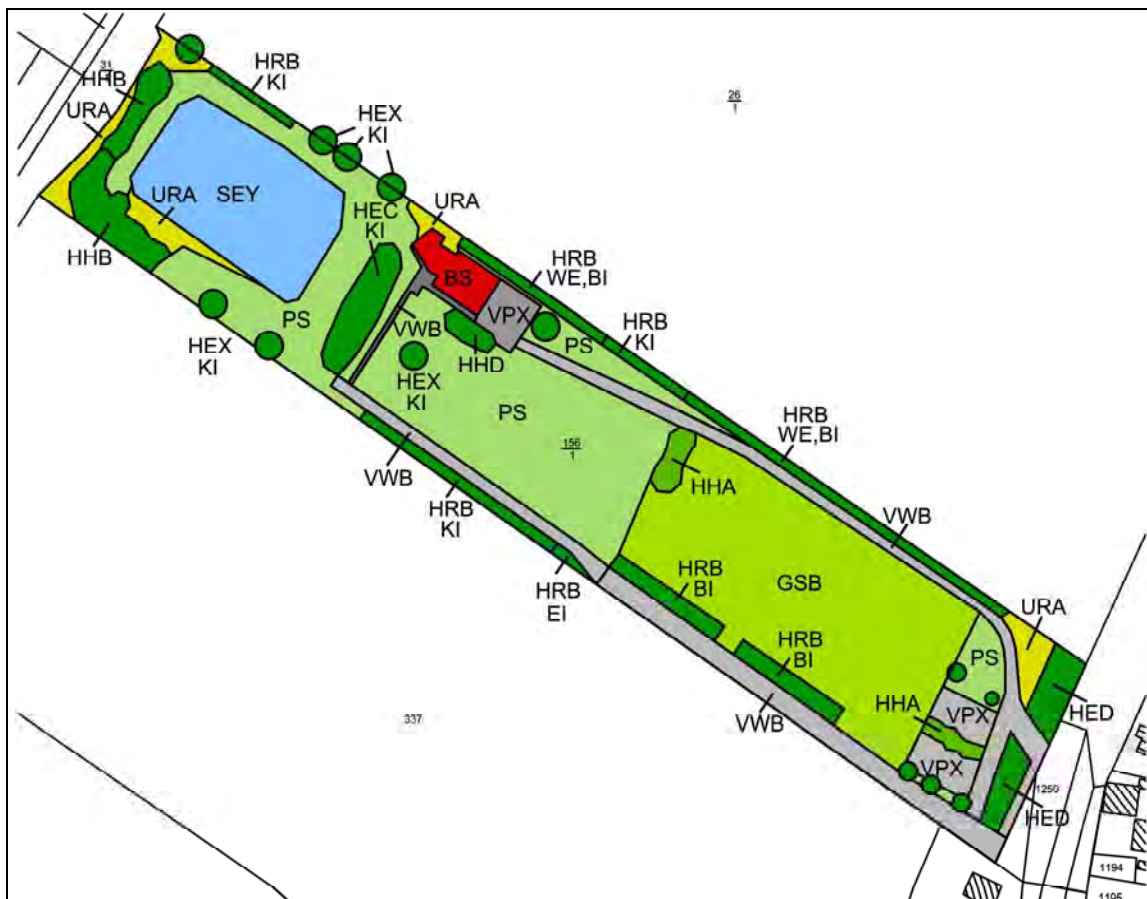 31
HHB
URA
HRB
KI
HEX
KI
26
1
URA
SEY
HEC
KI
URA
HHB
PS
HEX
KI
BS
VPX
HRB
WE,BI
VWB
HHD
HEX
KI
PS
HRB
KI
PS
156
1
HRB
WE,BI
HHA
VWB
HRB
KI
HRB
EI
VWB
GSB
HRB
BI
HRB
BI
URA
PS
HHA
VPX
VPX
HED
HED
VWB
337
1250
1194
1195